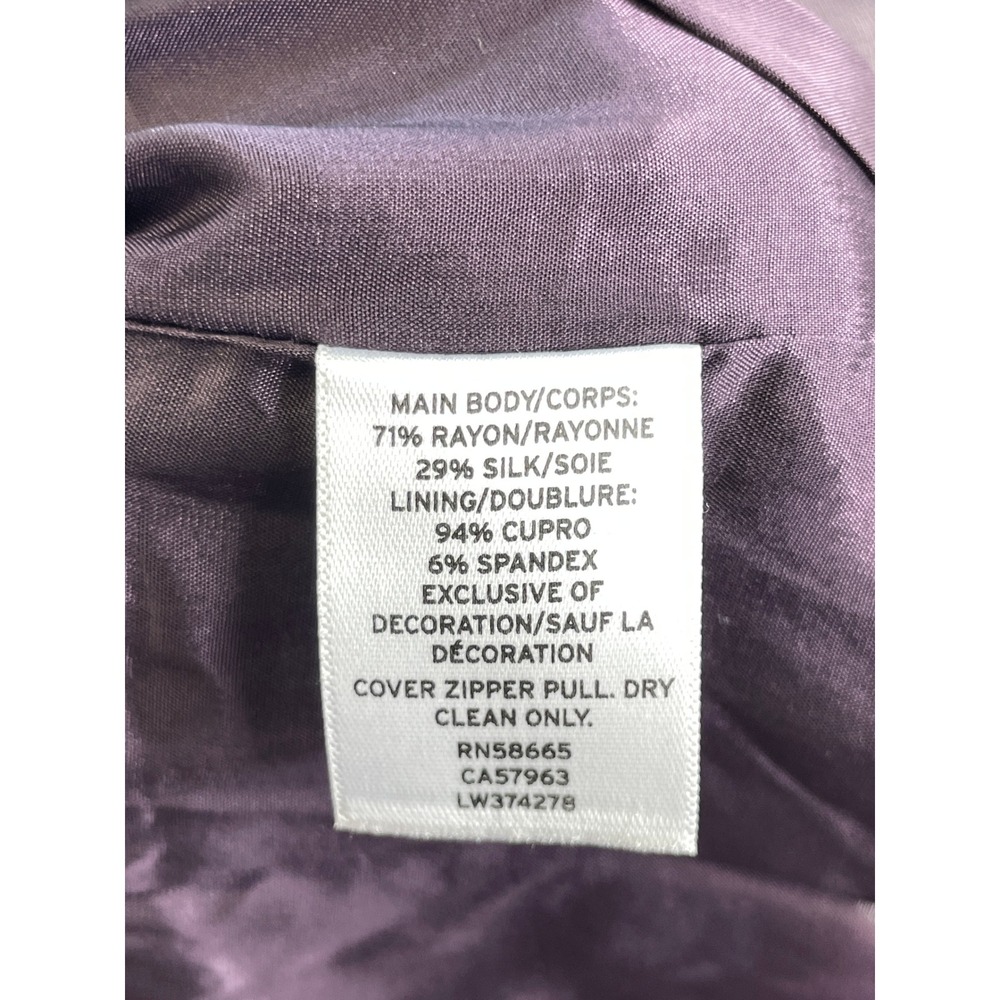 MAIN BODY/CORPS:
71% RAYON/RAYONNE
29% SILK/SOIE
LINING/DOUBLURE:
94% CUPRO
6% SPANDEX
EXCLUSIVE OF
DECORATION/SAUF LA
DÉCORATION
COVER ZIPPER PULL. DRY
CLEAN ONLY.
RN58665
CA57963
LW374278